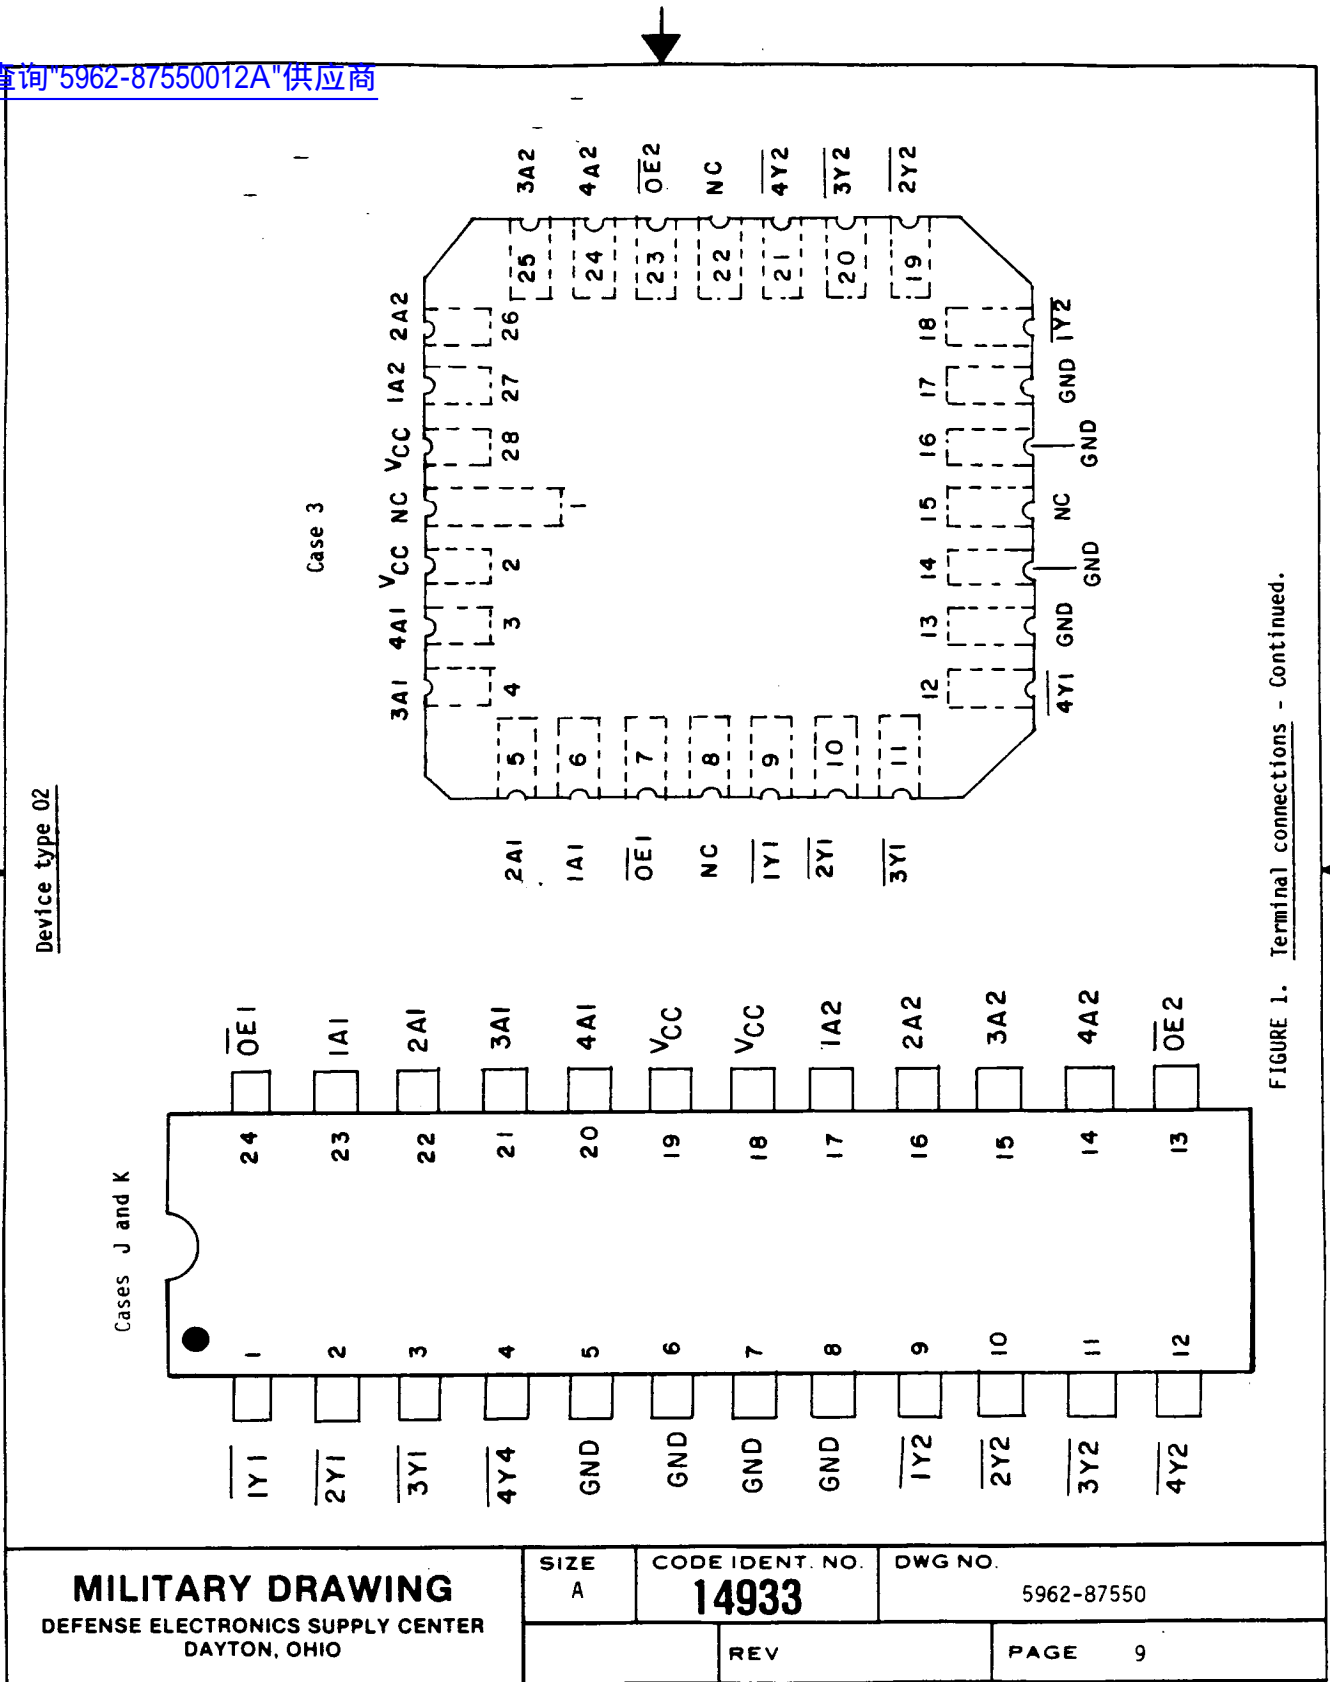 查询"5962-87550012A"供应商
Device type 02
Case 3
3A1
4A1
VCC
NC
VCC
1A2
2A2
4
3
2
1
28
27
26
3A2
4A2
OE2
NC
4Y2
3Y2
2Y2
25
24
23
22
21
20
19
5
6
7
8
9
10
11
2A1
1A1
OE1
NC
1Y1
2Y1
3Y1
12
13
14
15
16
17
18
4Y1
GND
GND
NC
GND
GND
1Y2
Cases J and K
OE1
1A1
2A1
3A1
4A1
VCC
VCC
1A2
2A2
3A2
4A2
OE2
24
23
22
21
20
19
18
17
16
15
14
13
1
2
3
4
5
6
7
8
9
10
11
12
1Y1
2Y1
3Y1
4Y4
GND
GND
GND
GND
1Y2
2Y2
3Y2
4Y2
FIGURE 1. Terminal connections - Continued.
MILITARY DRAWING
DEFENSE ELECTRONICS SUPPLY CENTER
DAYTON, OHIO
SIZE
A
CODE IDENT. NO.
14933
DWG NO.
5962-87550
REV
PAGE 9